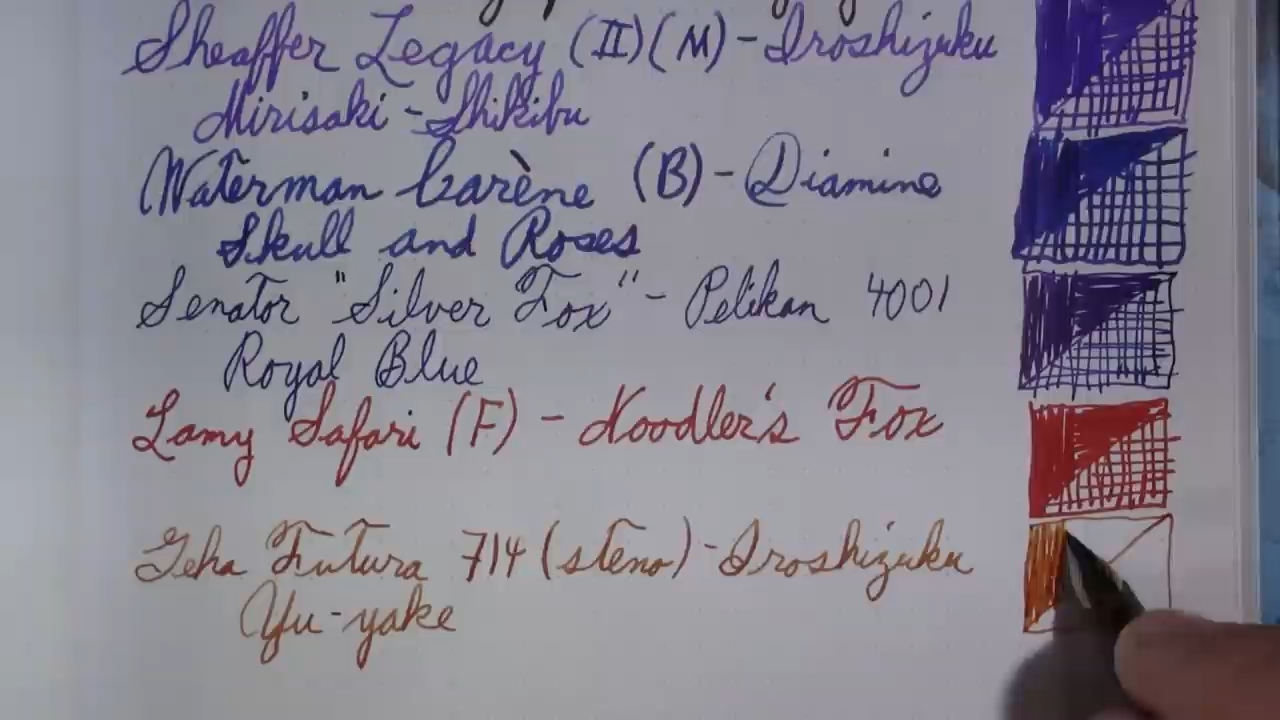 Sheaffer Legacy (II)(M) - Iroshizuku
Mirisaki - Shikibu
Waterman Carène (B) - Diamine
Skull and Roses
Senator "Silver Fox" - Pelikan 4001
Royal Blue
Lamy Safari (F) - Noodler's Fox
Geha Futura 714 (steno) - Iroshizuku
Yu-yake